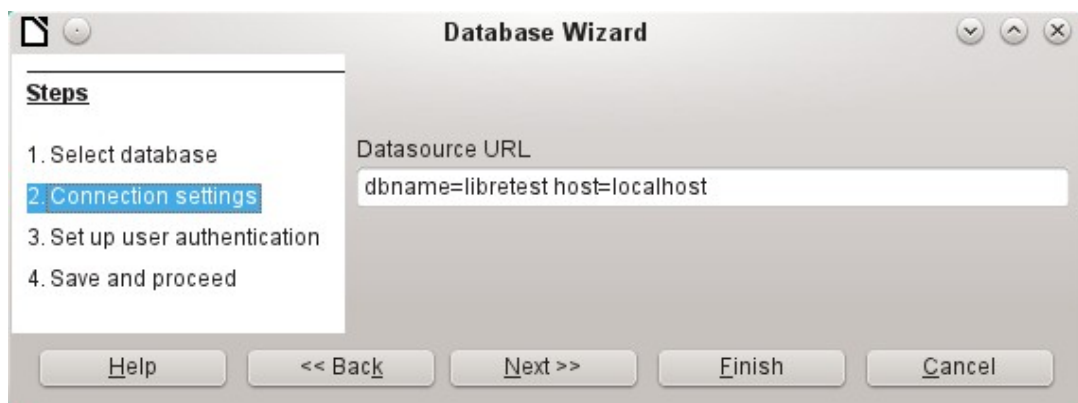 Database Wizard
Steps
1. Select database
2. Connection settings
3. Set up user authentication
4. Save and proceed
Datasource URL
dbname=libretest host=localhost
Help
<< Back
Next >>
Finish
Cancel